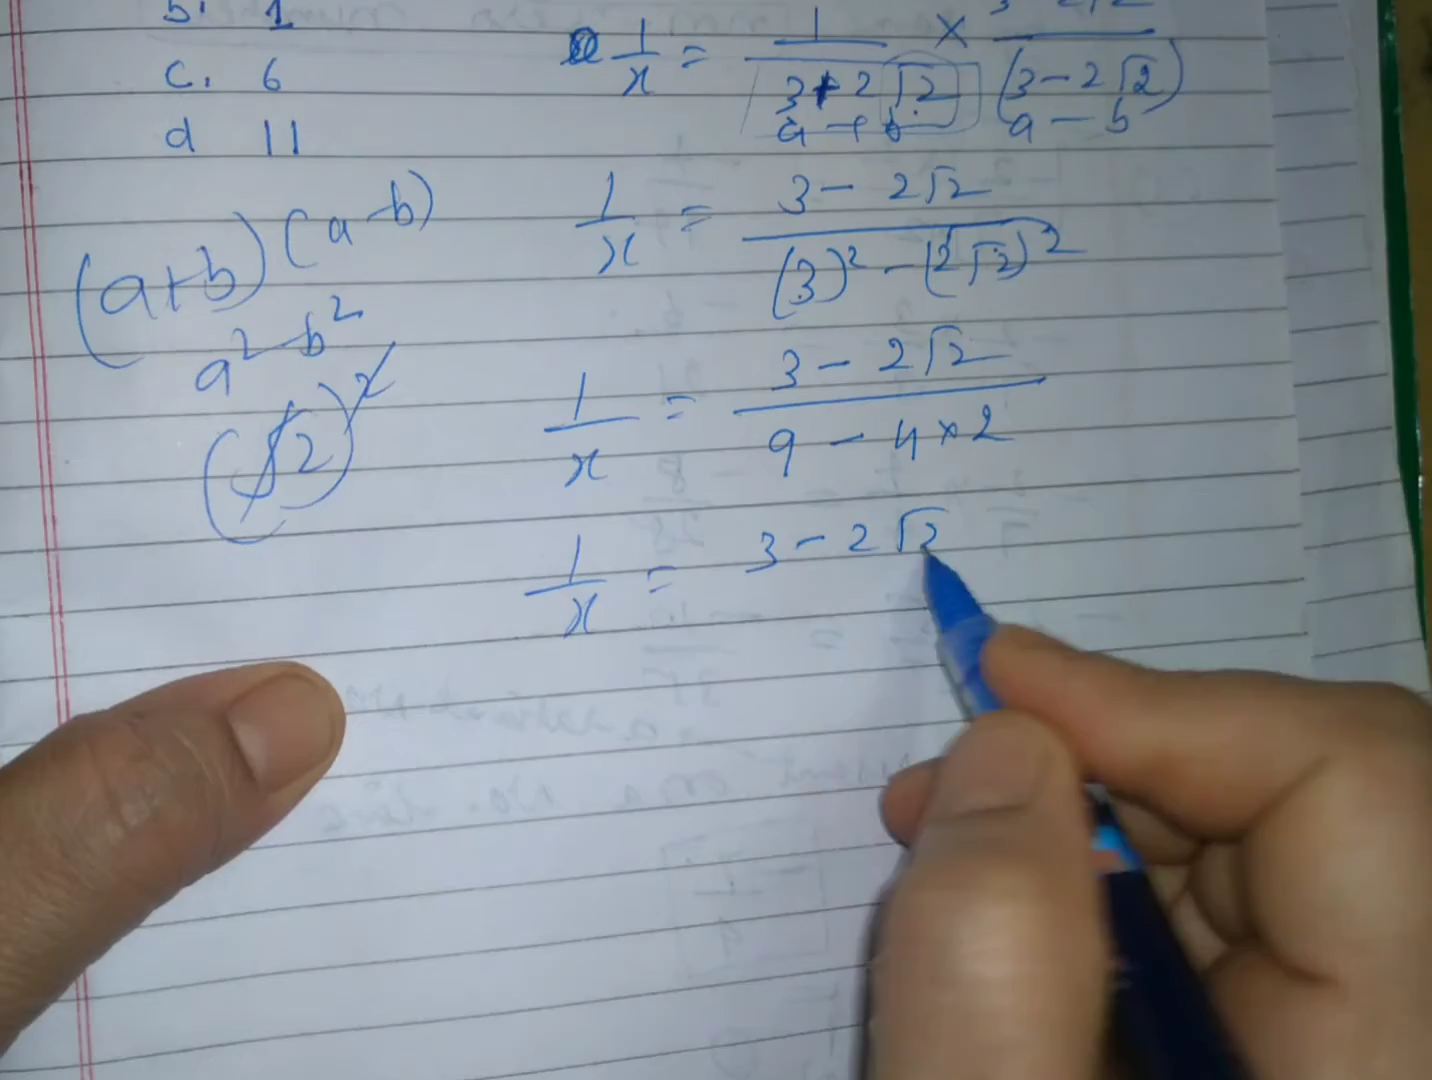 b. 1
c. 6
d 11
1/x = 1/(3+2√2) × 3-2√2/(3-2√2)
a+b a-b
1/x = 3-2√2/((3)²-(2√2)²)
(a+b)(a-b)
a²-b²
(√2)²
1/x = 3-2√2/(9-4×2)
1/x = 3-2√2